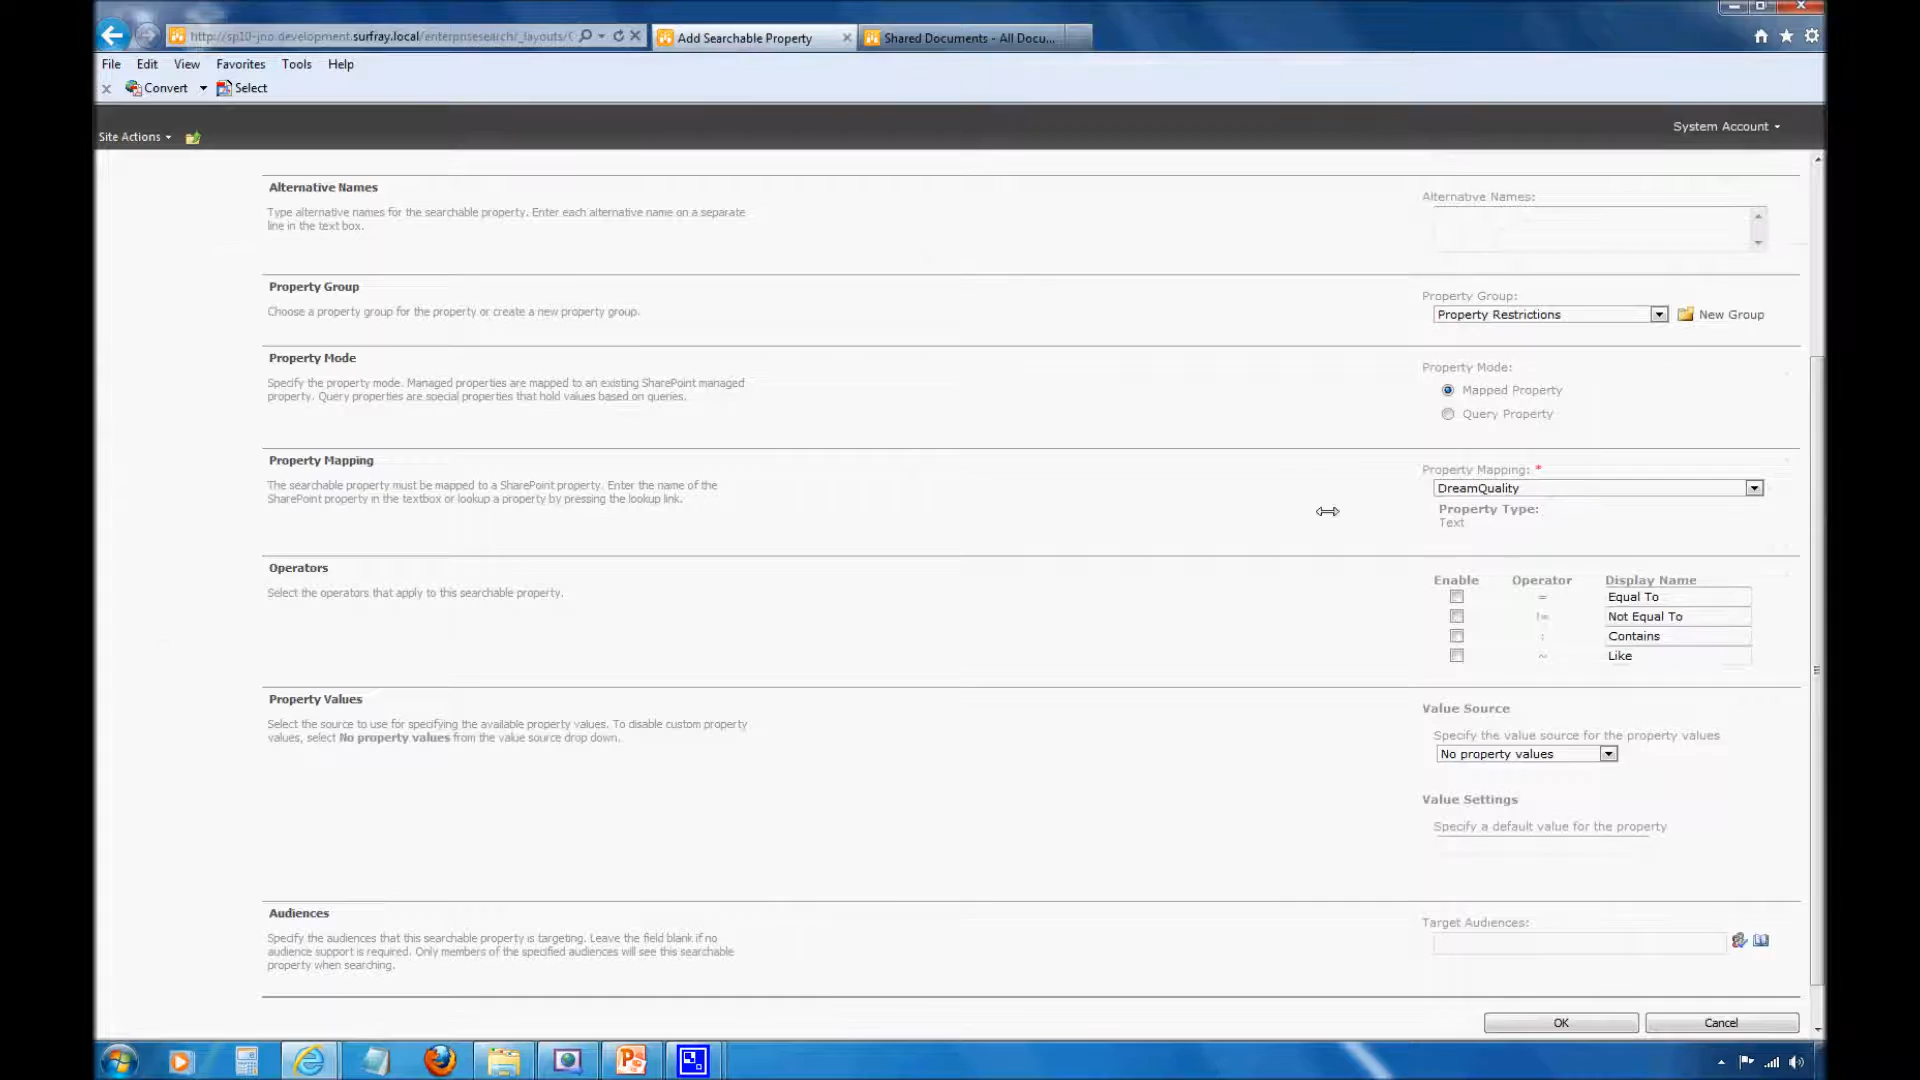 http://sp10-jno.development.surfray.local/enterprisesearch/_layouts/
Add Searchable Property
Shared Documents - All Docu...
File Edit View Favorites Tools Help
Convert Select
Site Actions
System Account
Alternative Names
Type alternative names for the searchable property. Enter each alternative name on a separate
line in the text box.
Alternative Names:
Property Group
Choose a property group for the property or create a new property group.
Property Group:
Property Restrictions
New Group
Property Mode
Specify the property mode. Managed properties are mapped to an existing SharePoint managed
property. Query properties are special properties that hold values based on queries.
Property Mode:
Mapped Property
Query Property
Property Mapping
The searchable property must be mapped to a SharePoint property. Enter the name of the
SharePoint property in the textbox or lookup a property by pressing the lookup link.
Property Mapping: *
DreamQuality
Property Type:
Text
Operators
Select the operators that apply to this searchable property.
Enable Operator Display Name
= Equal To
!= Not Equal To
: Contains
~ Like
Property Values
Select the source to use for specifying the available property values. To disable custom property
values, select No property values from the value source drop down.
Value Source
Specify the value source for the property values
No property values
Value Settings
Specify a default value for the property
Audiences
Specify the audiences that this searchable property is targeting. Leave the field blank if no
audience support is required. Only members of the specified audiences will see this searchable
property when searching.
Target Audiences:
OK
Cancel